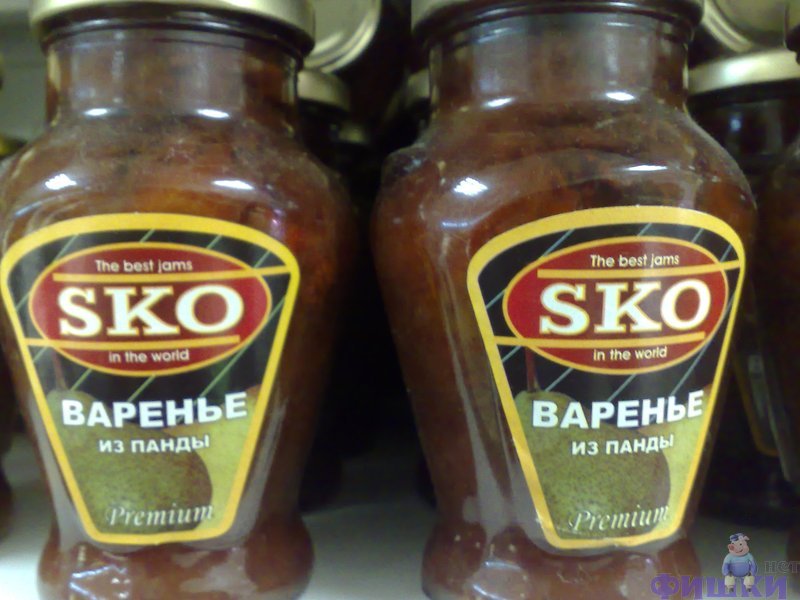 The best jams
SKO
in the world
ВАРЕНЬЕ
ИЗ ПАНДЫ
Premium
The best jams
SKO
in the world
ВАРЕНЬЕ
ИЗ ПАНДЫ
Premium
нет
ФИШКИ